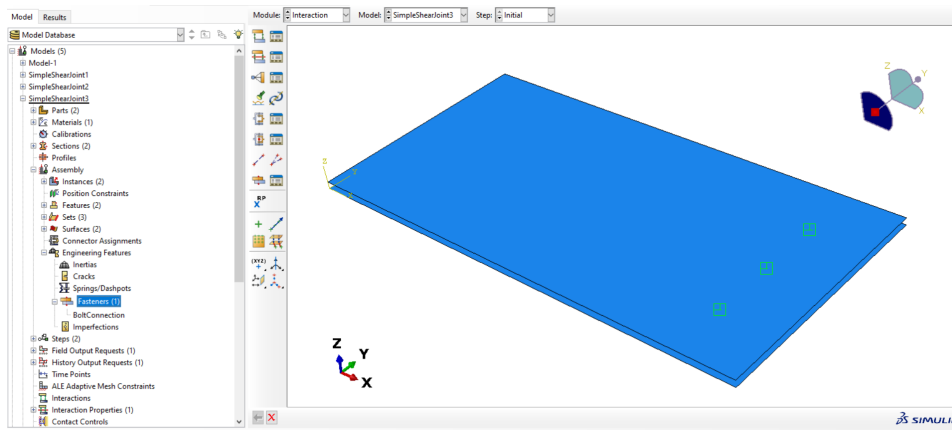 Model Results
Module: Interaction Model: SimpleShearJoint3 Step: Initial
Model Database
Models (5)
Model-1
SimpleShearJoint1
SimpleShearJoint2
SimpleShearJoint3
Parts (2)
Materials (1)
Calibrations
Sections (2)
Profiles
Assembly
Instances (2)
Position Constraints
Features (2)
Sets (3)
Surfaces (2)
Connector Assignments
Engineering Features
Inertias
Cracks
Springs/Dashpots
Fasteners (1)
BoltConnection
Imperfections
Steps (2)
Field Output Requests (1)
History Output Requests (1)
Time Points
ALE Adaptive Mesh Constraints
Interactions
Interaction Properties (1)
Contact Controls
RP
X
(XYZ)
Z
Y
X
Z
Y
X
SIMULI